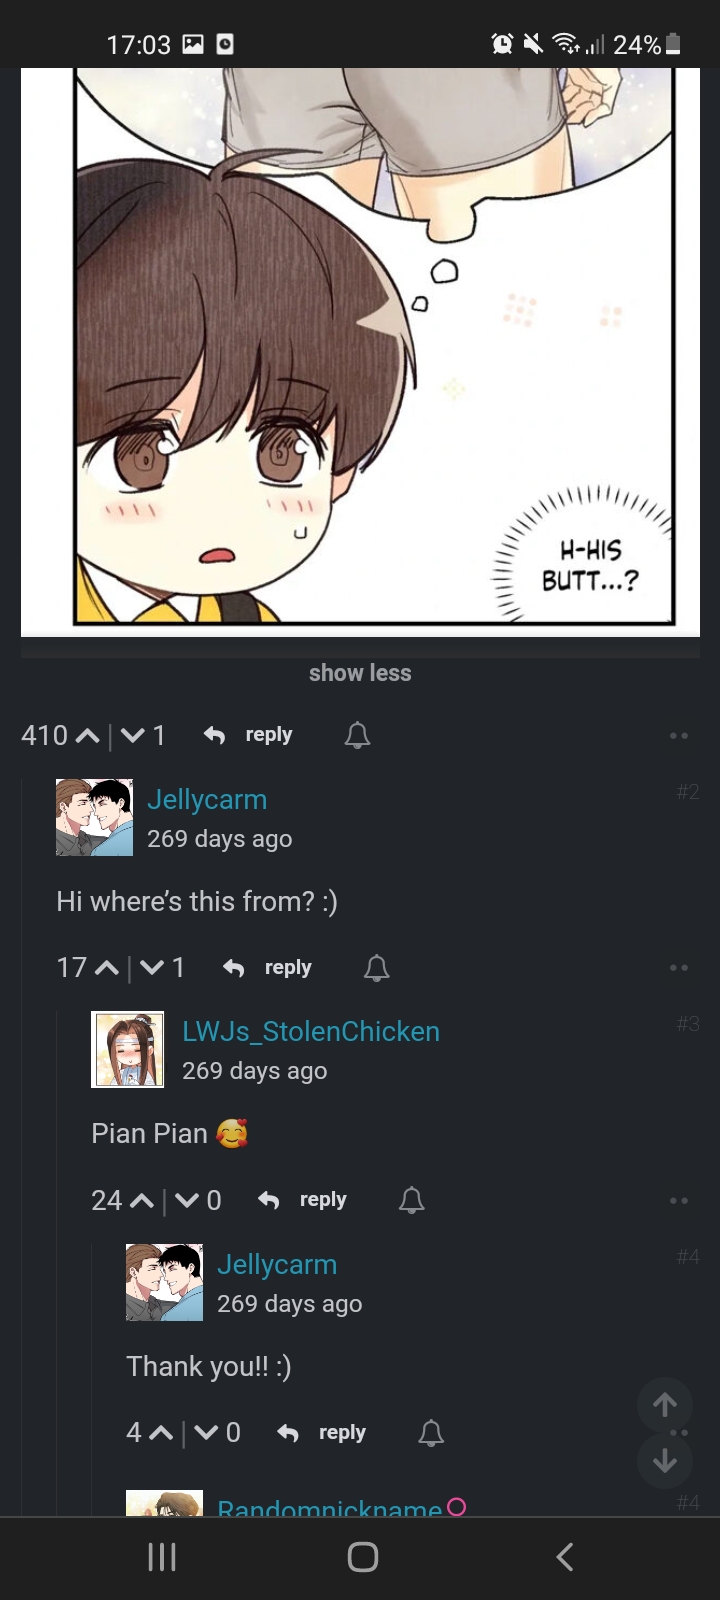 17:03 24%
H-HIS
BUTT...?
show less
410 | 1 reply
Jellycarm #2
269 days ago
Hi where’s this from? :)
17 | 1 reply
LWJs_StolenChicken #3
269 days ago
Pian Pian 🥰
24 | 0 reply
Jellycarm #4
269 days ago
Thank you!! :)
4 | 0 reply
Randomnickname #4